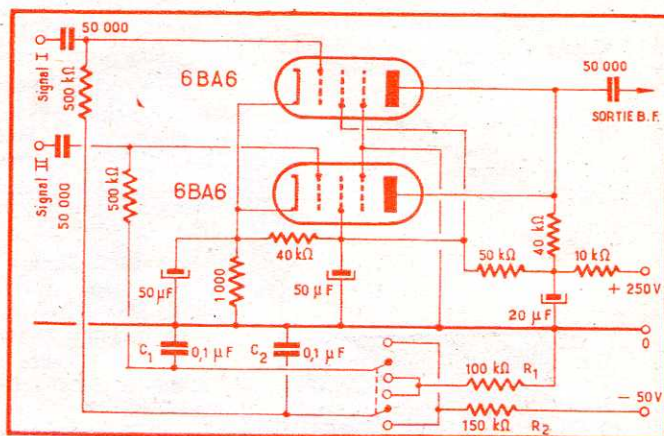 Signal I
50 000
500 kΩ
6BA6
50 000
SORTIE B.F.
Signal II
50 000
500 kΩ
6BA6
40 kΩ
40 kΩ
50 kΩ
10 kΩ
+ 250V
50 µF
1 000
50 µF
20 µF
0
C1 0,1 µF
C2 0,1 µF
100 kΩ R1
150 kΩ R2
– 50V